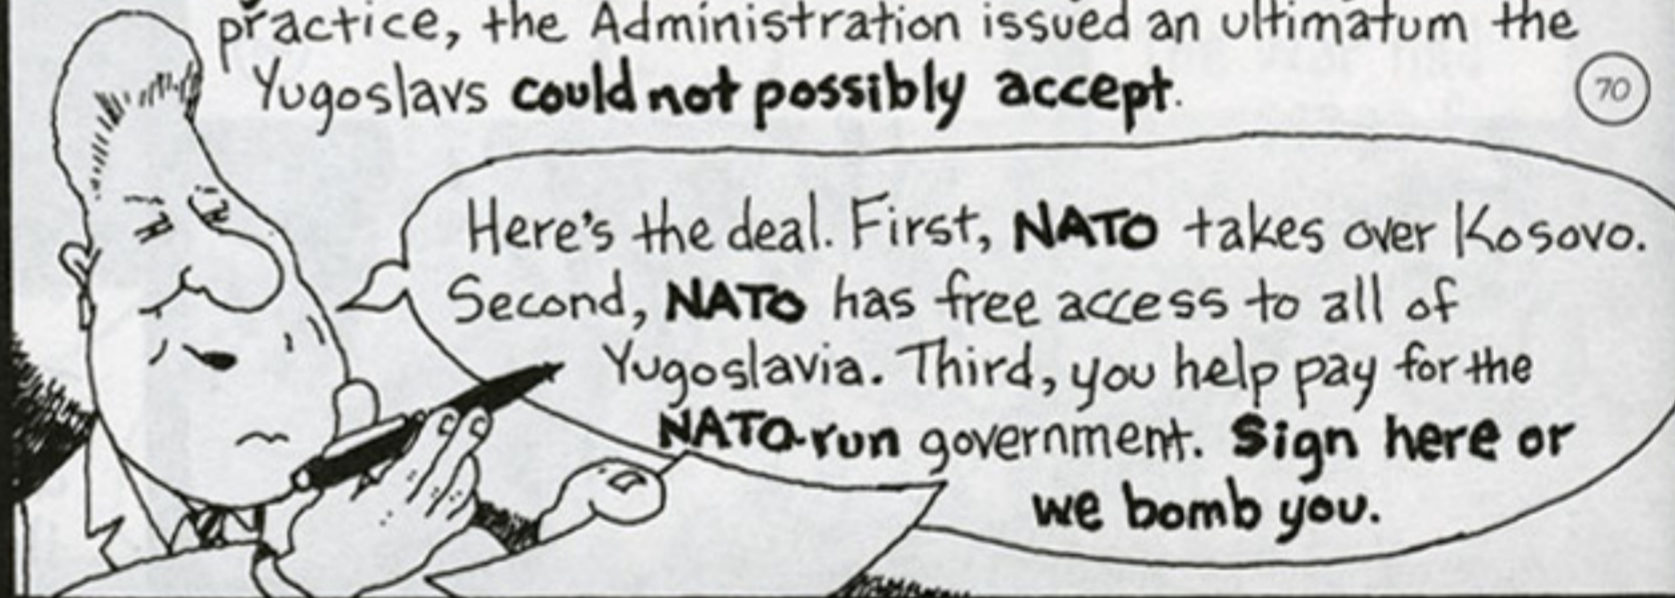 practice, the Administration issued an ultimatum the
Yugoslavs could not possibly accept.
70
Here's the deal. First, NATO takes over Kosovo.
Second, NATO has free access to all of
Yugoslavia. Third, you help pay for the
NATO-run government. Sign here or
we bomb you.